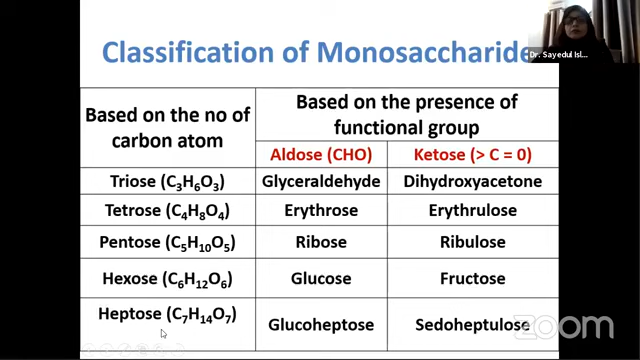 Classification of Monosaccharide
Dr. Sayedul Isl...
Based on the no of carbon atom
Based on the presence of functional group
Aldose (CHO)
Ketose (> C = 0)
Triose (C₃H₆O₃)
Glyceraldehyde
Dihydroxyacetone
Tetrose (C₄H₈O₄)
Erythrose
Erythrulose
Pentose (C₅H₁₀O₅)
Ribose
Ribulose
Hexose (C₆H₁₂O₆)
Glucose
Fructose
Heptose (C₇H₁₄O₇)
Glucoheptose
Sedoheptulose
zoom